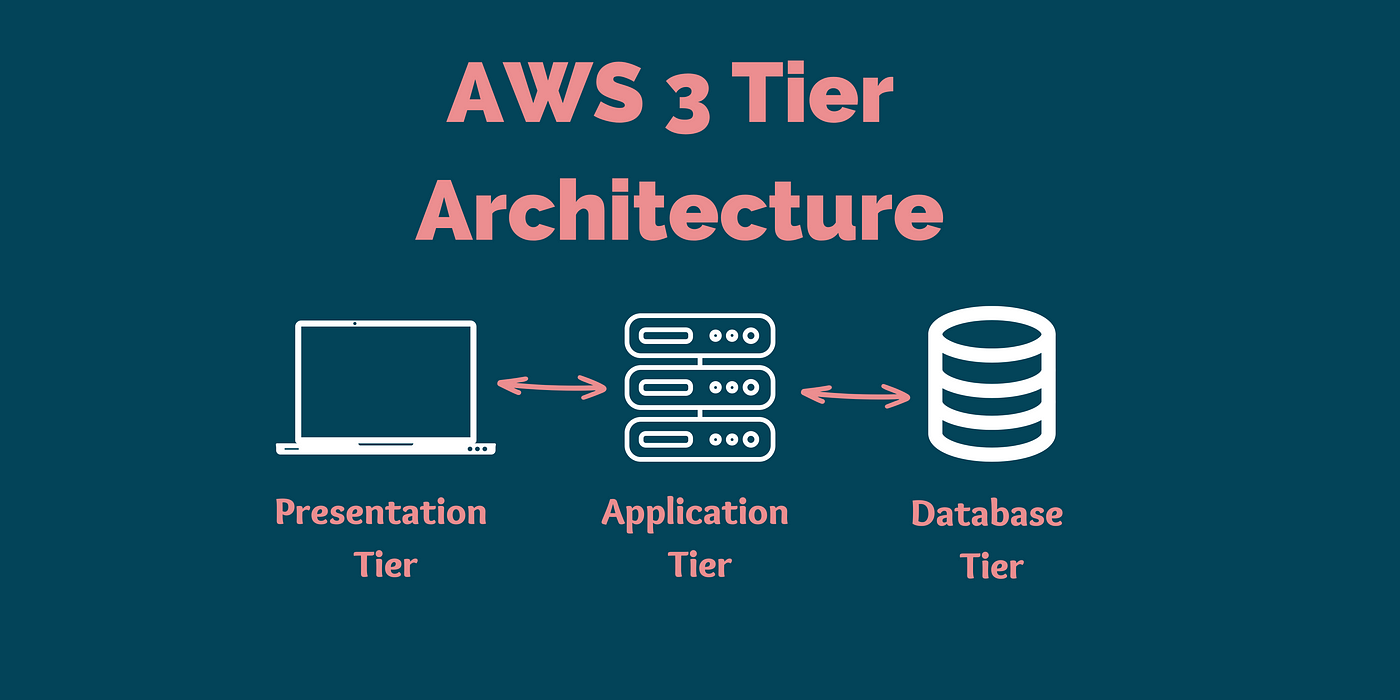 AWS 3 Tier
Architecture
Presentation
Tier
Application
Tier
Database
Tier